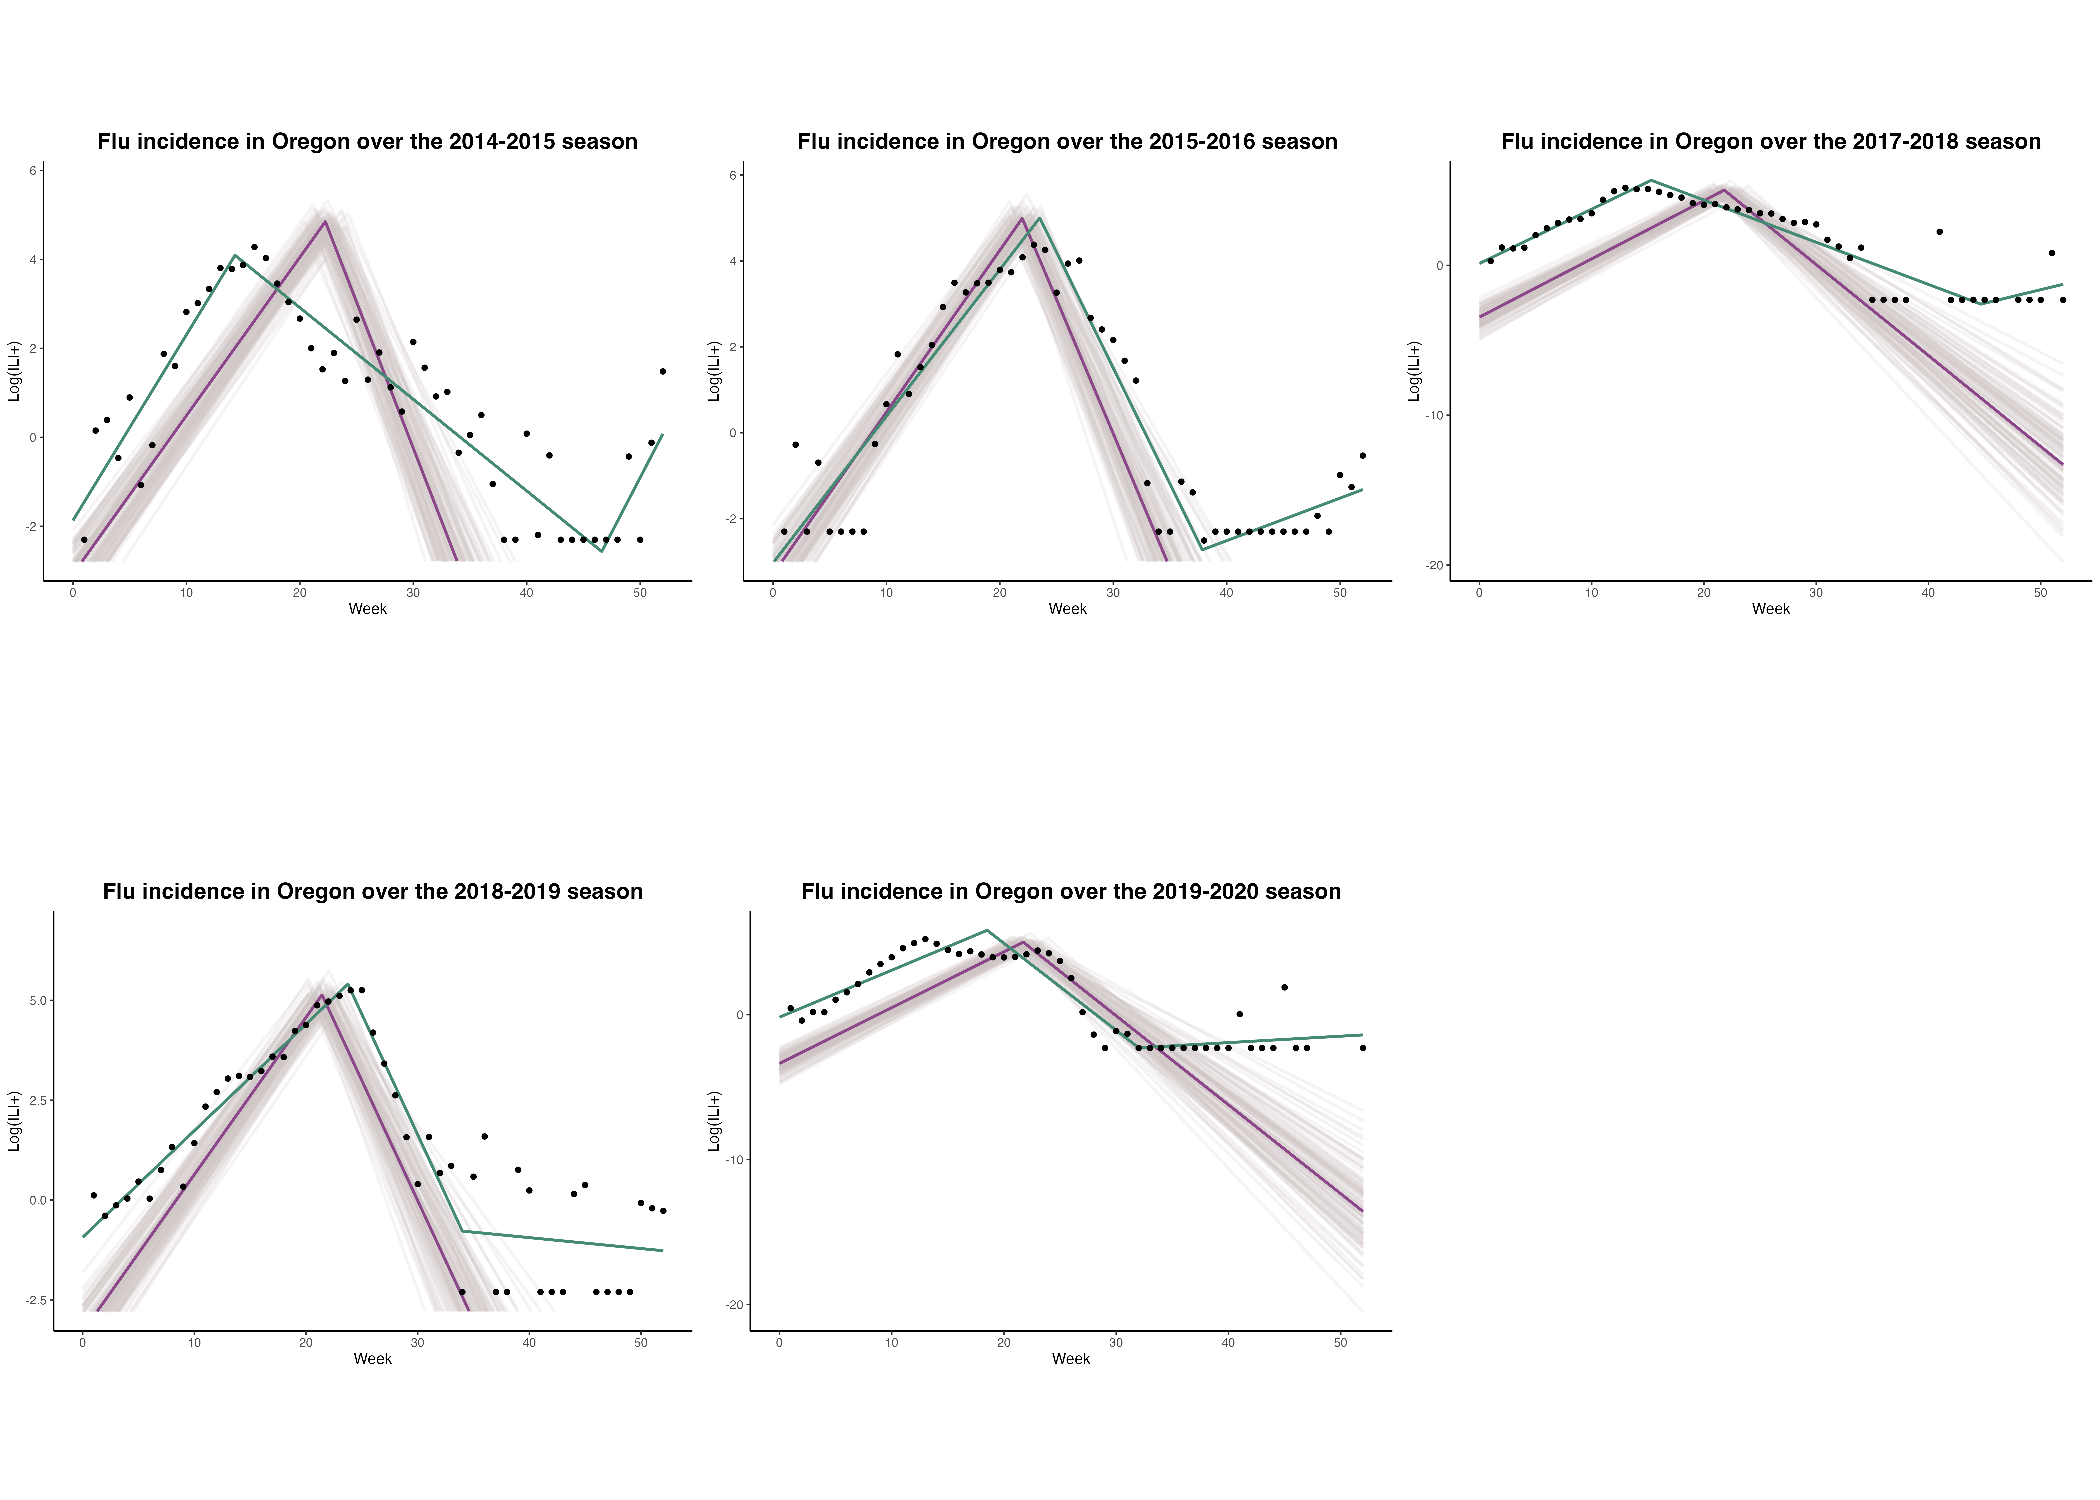 Flu incidence in Oregon over the 2014-2015 season
6
4
2
0
-2
Log(ILI+)
0 10 20 30 40 50
Week
Flu incidence in Oregon over the 2015-2016 season
6
4
2
0
-2
Log(ILI+)
0 10 20 30 40 50
Week
Flu incidence in Oregon over the 2017-2018 season
0
-10
-20
Log(ILI+)
0 10 20 30 40 50
Week
Flu incidence in Oregon over the 2018-2019 season
5.0
2.5
0.0
-2.5
Log(ILI+)
0 10 20 30 40 50
Week
Flu incidence in Oregon over the 2019-2020 season
0
-10
-20
Log(ILI+)
0 10 20 30 40 50
Week